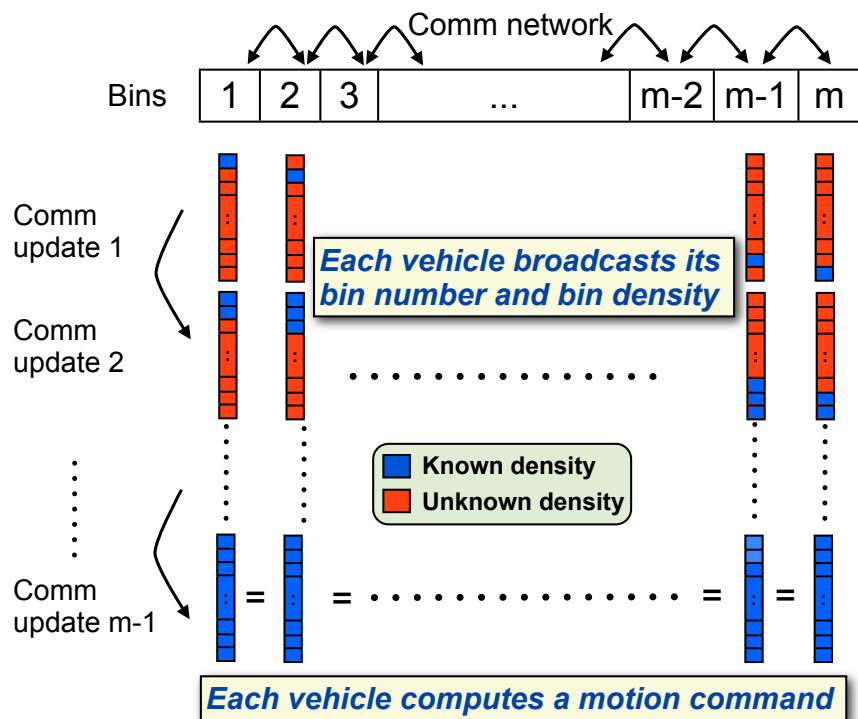 Comm network
Bins 1 2 3 ... m-2 m-1 m
Comm
update 1
Each vehicle broadcasts its
bin number and bin density
Comm
update 2
Known density
Unknown density
Comm
update m-1
= = = =
Each vehicle computes a motion command